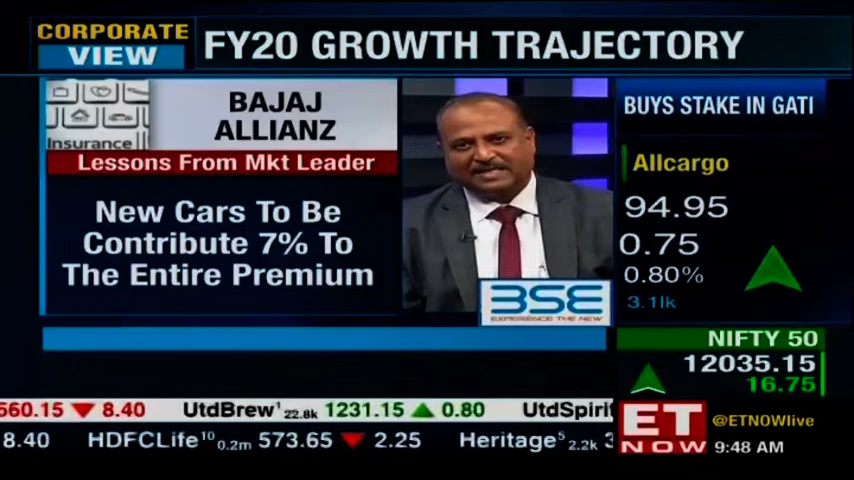 CORPORATE
VIEW
FY20 GROWTH TRAJECTORY
Insurance
BAJAJ
ALLIANZ
Lessons From Mkt Leader
New Cars To Be
Contribute 7% To
The Entire Premium
BSE
EXPERIENCE THE NEW
BUYS STAKE IN GATI
Allcargo
94.95
0.75
0.80%
3.1lk
NIFTY 50
12035.15
16.75
560.15 8.40 UtdBrew1 22.8k 1231.15 0.80 UtdSpirit
8.40 HDFCLife10 0.2m 573.65 2.25 Heritage5 2.2k
ET
NOW
@ETNOWlive
9:48 AM